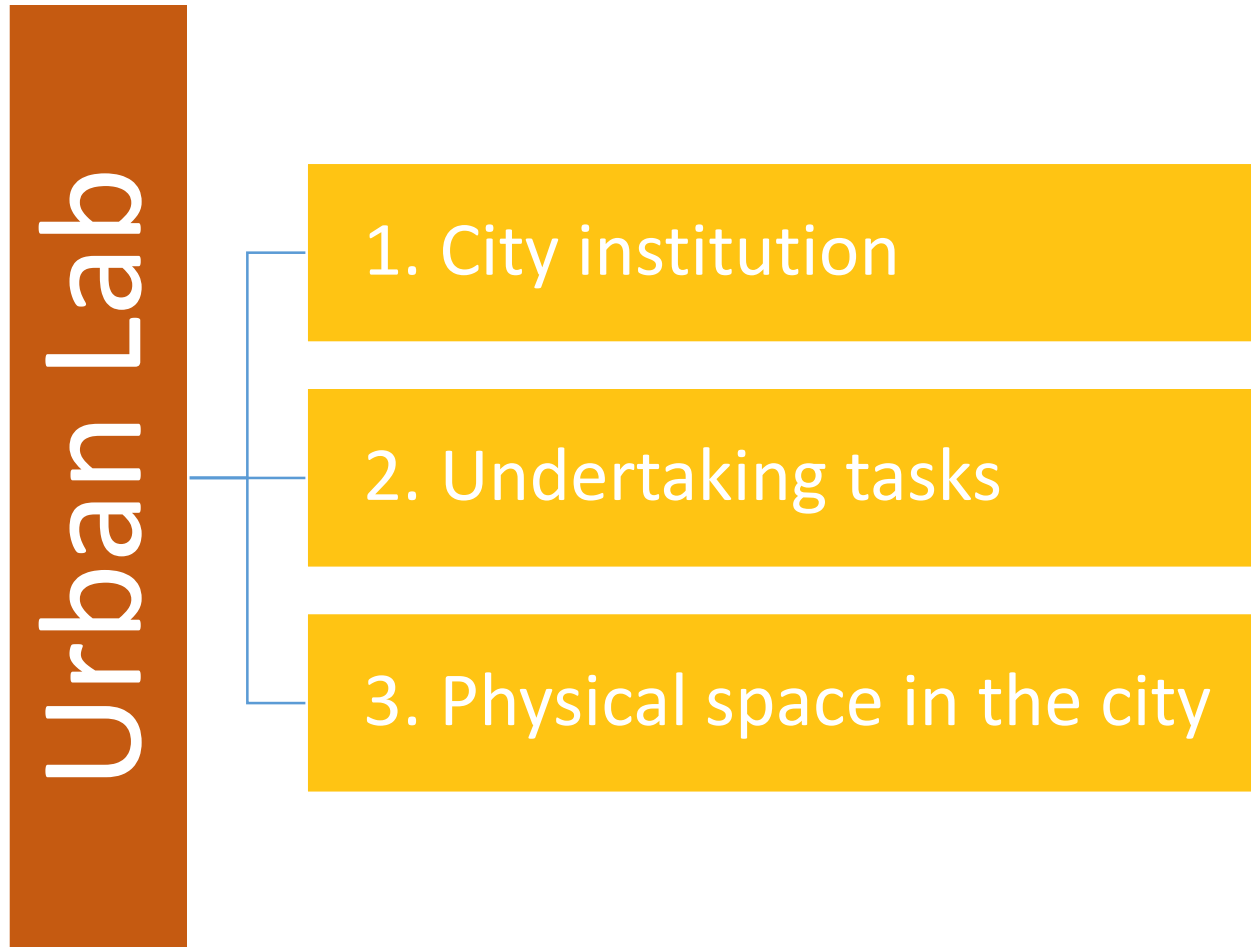 Urban Lab
1. City institution
2. Undertaking tasks
3. Physical space in the city